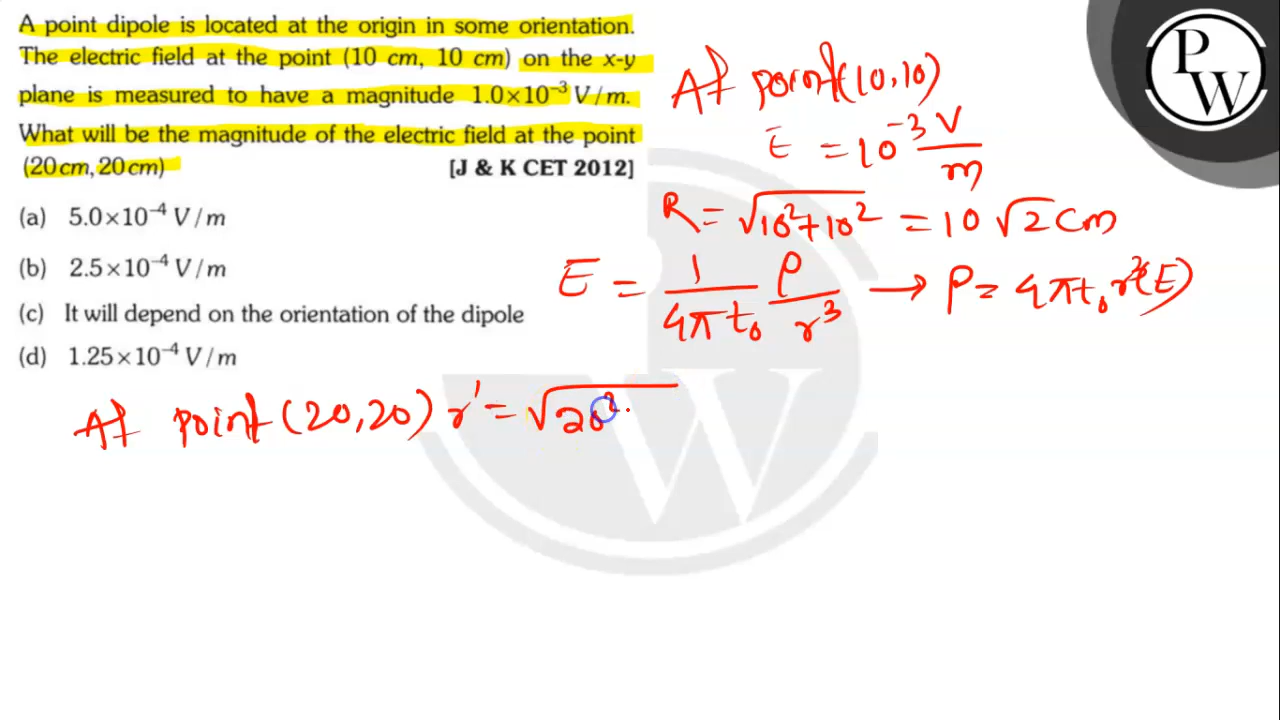 A point dipole is located at the origin in some orientation.
The electric field at the point (10 cm, 10 cm) on the x-y
plane is measured to have a magnitude 1.0×10⁻³ V/m.
What will be the magnitude of the electric field at the point
(20 cm, 20 cm) [J & K CET 2012]
(a) 5.0×10⁻⁴ V/m
(b) 2.5×10⁻⁴ V/m
(c) It will depend on the orientation of the dipole
(d) 1.25×10⁻⁴ V/m
PW
At point (10,10)
E = 10⁻³ V/m
R = √10²+10² = 10 √2 cm
E = 1/4πε₀ P/r³ → P = 4πε₀ r³(E)
At point (20,20) r' = √20²